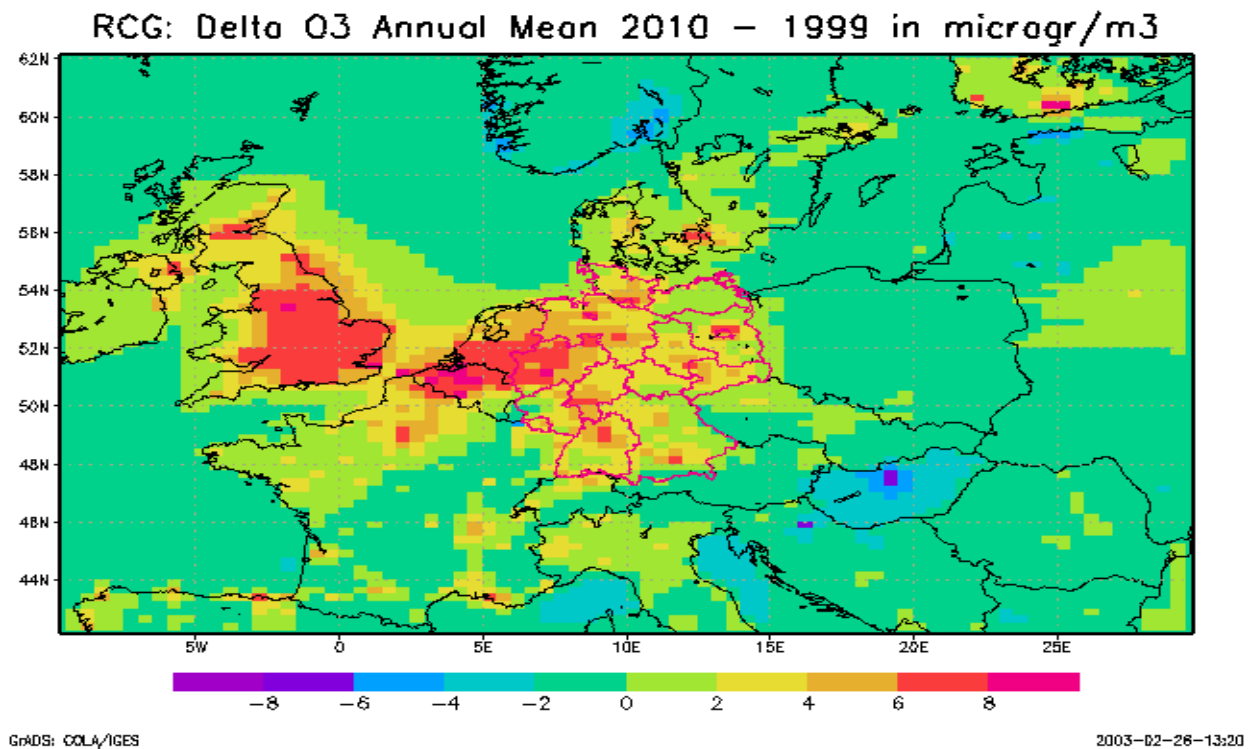 RCG: Delta O3 Annual Mean 2010 – 1999 in microgr/m3
62N
60N
58N
56N
54N
52N
50N
48N
46N
44N
5W 0 5E 10E 15E 20E 25E
−8 −6 −4 −2 0 2 4 6 8
GrADS: COLA/IGES 2003−02−26−13:20